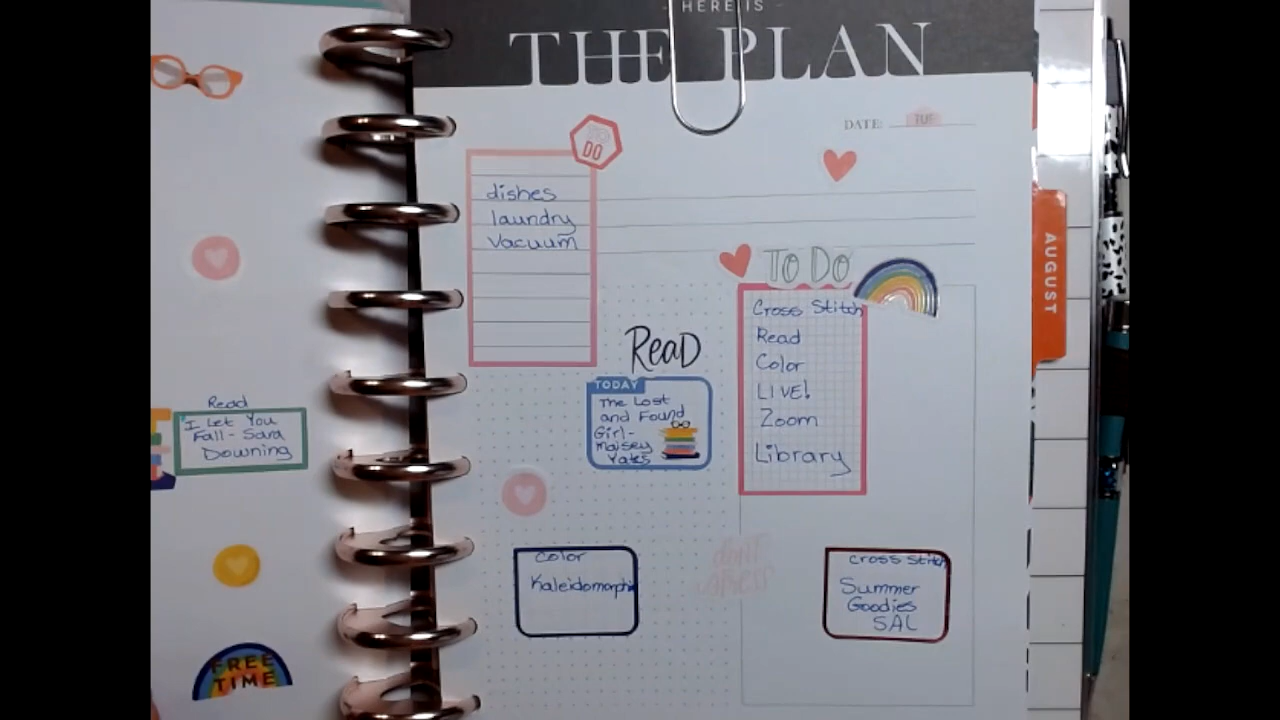 HERE IS
THE PLAN
DATE: TUE
TO
DO
dishes
laundry
Vacuum
TO DO
Cross Stitch
Read
Color
LIVE!
Zoom
Library
ReaD
TODAY
The Lost
and Found
Girl-
Maisey
Yates
Color
Kaleidomorphia
Cross Stitch
Summer
Goodies
SAL
AUGUST
Read
I Let You
Fall - Sara
Downing
FREE
TIME